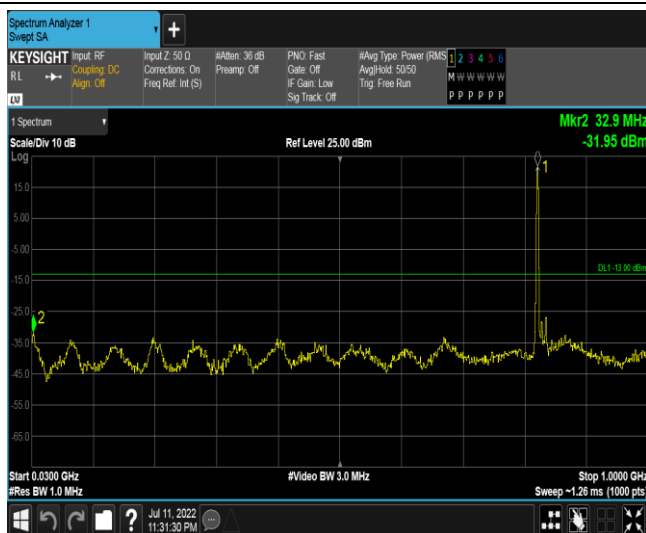 Spectrum Analyzer 1
Swept SA
+
KEYSIGHT
RL
LXI
Input: RF
Coupling: DC
Align: Off
Input Z: 50 Ω
Corrections: On
Freq Ref: Int (S)
#Atten: 36 dB
Preamp: Off
PNO: Fast
Gate: Off
IF Gain: Low
Sig Track: Off
#Avg Type: Power (RMS
Avg|Hold: 50/50
Trig: Free Run
1 2 3 4 5 6
M W W W W W
P P P P P P
1 Spectrum
Mkr2 32.9 MHz
Scale/Div 10 dB
Ref Level 25.00 dBm
-31.95 dBm
Log
1
15.0
5.00
-5.00
DL1 -13.00 dBm
-15.0
-25.0
2
-35.0
-45.0
-55.0
-65.0
Start 0.0300 GHz
#Video BW 3.0 MHz
Stop 1.0000 GHz
#Res BW 1.0 MHz
Sweep ~1.26 ms (1000 pts)
?
Jul 11, 2022
11:31:30 PM